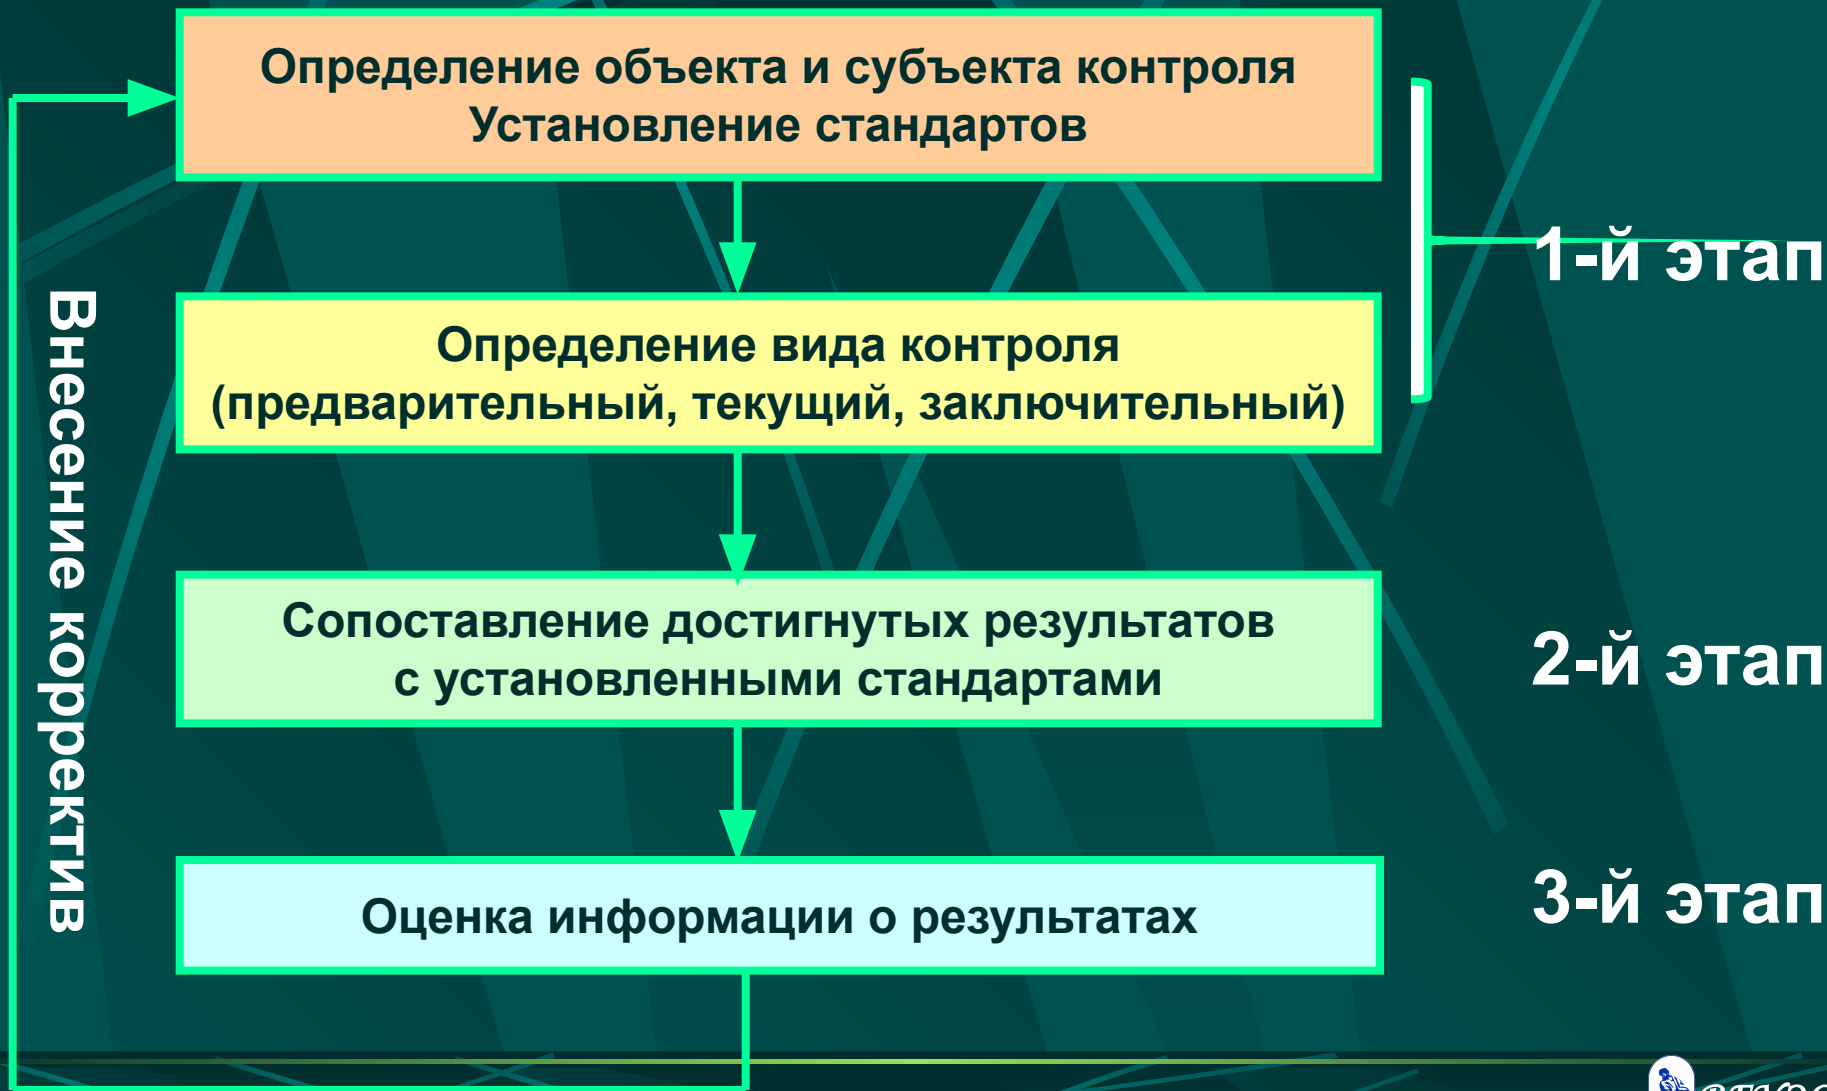 Определение объекта и субъекта контроля
Установление стандартов
1-й этап
Определение вида контроля
(предварительный, текущий, заключительный)
Внесение корректив
Сопоставление достигнутых результатов
с установленными стандартами
2-й этап
Оценка информации о результатах
3-й этап